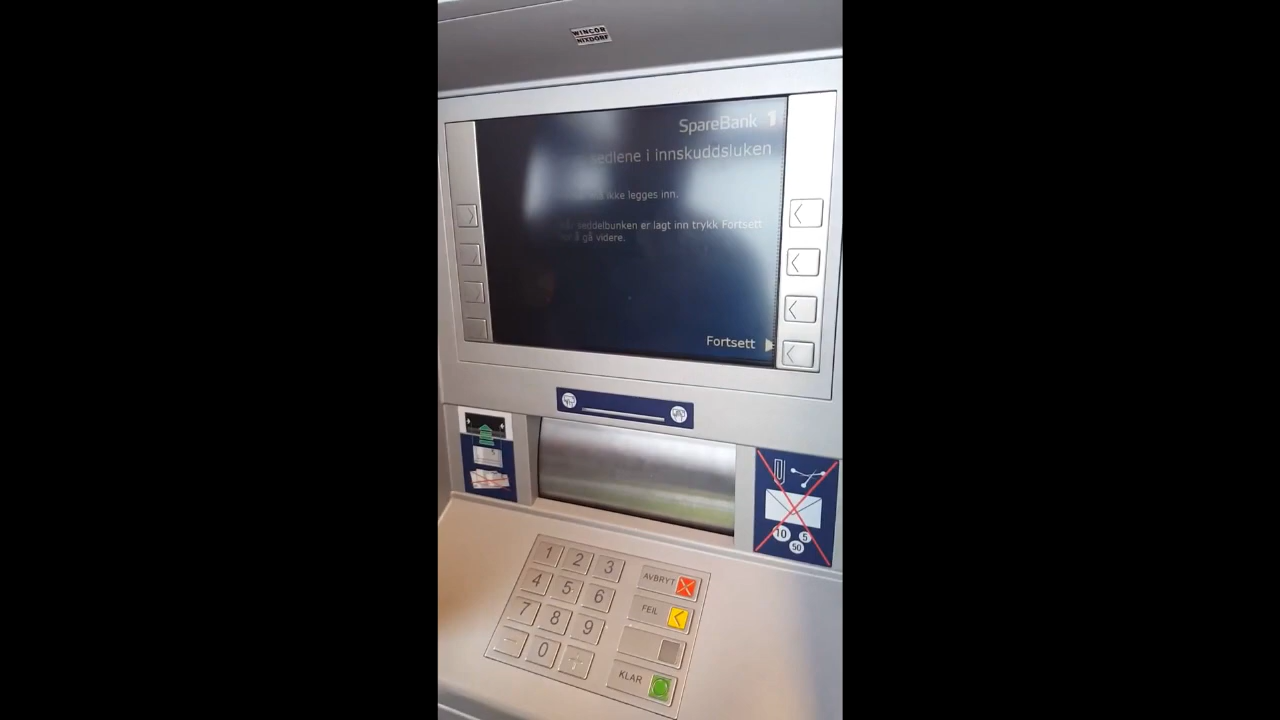 WINCOR
NIXDORF
SpareBank 1
sedlene i innskuddsluken
ikke legges inn.
seddelbunken er lagt inn trykk Fortsett
å gå videre.
Fortsett
10 5
50
1 2 3
4 5 6
7 8 9
- 0 +
AVBRYT
FEIL
KLAR